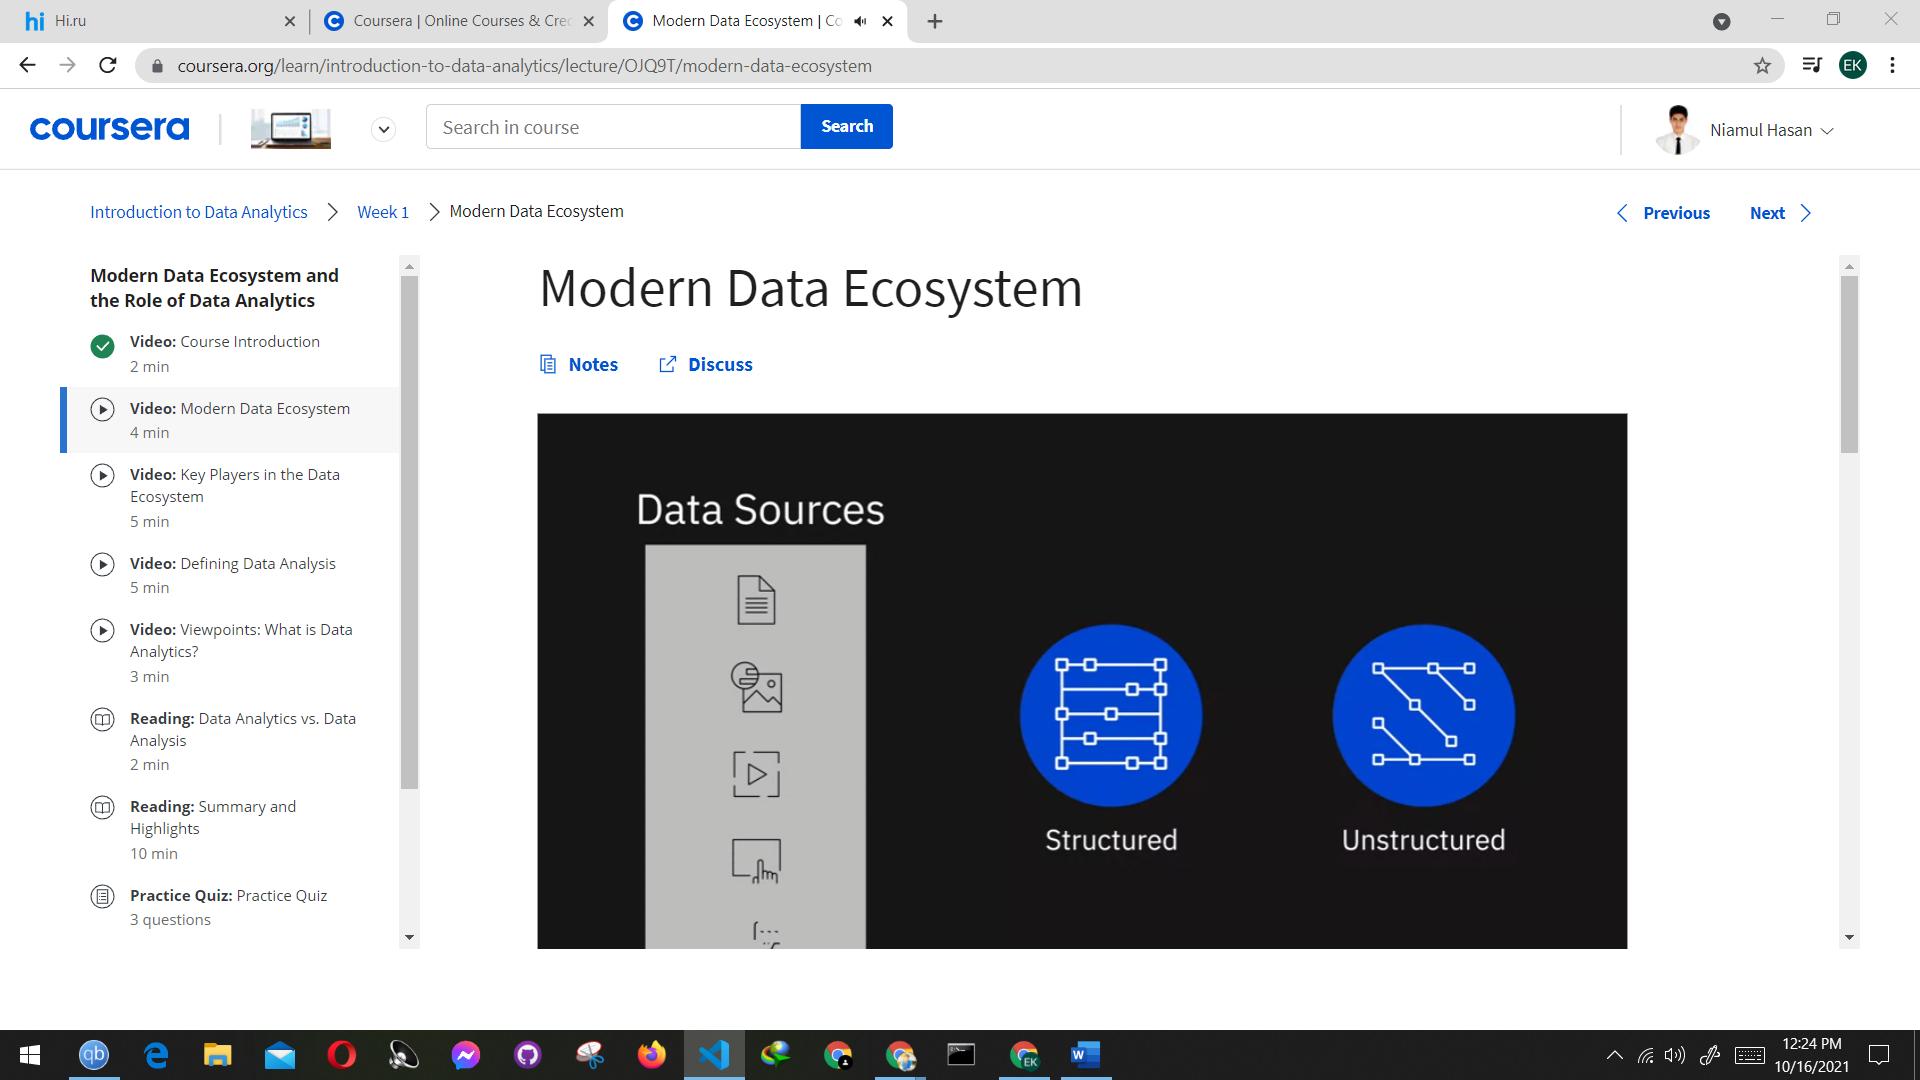 hi Hi.ru
Coursera | Online Courses & Cred
Modern Data Ecosystem | Co
coursera.org/learn/introduction-to-data-analytics/lecture/OJQ9T/modern-data-ecosystem
EK
coursera
Search in course
Search
Niamul Hasan
Introduction to Data Analytics
Week 1
Modern Data Ecosystem
Previous
Next
Modern Data Ecosystem and
the Role of Data Analytics
Video: Course Introduction
2 min
Video: Modern Data Ecosystem
4 min
Video: Key Players in the Data
Ecosystem
5 min
Video: Defining Data Analysis
5 min
Video: Viewpoints: What is Data
Analytics?
3 min
Reading: Data Analytics vs. Data
Analysis
2 min
Reading: Summary and
Highlights
10 min
Practice Quiz: Practice Quiz
3 questions
Modern Data Ecosystem
Notes
Discuss
Data Sources
Structured
Unstructured
qb
EK
W
12:24 PM
10/16/2021